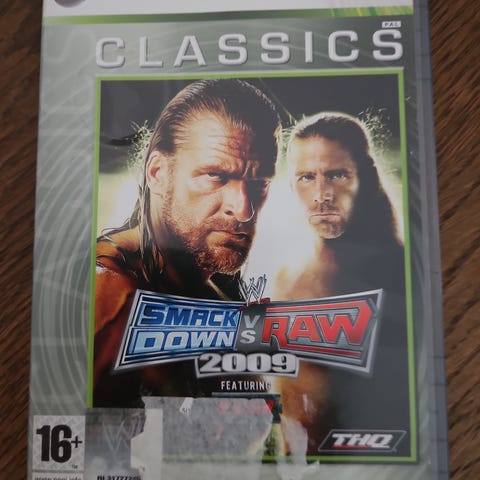 PAL
CLASSICS
W
SMACK
DOWN
VS
RAW
2009
FEATURING
16+
THQ